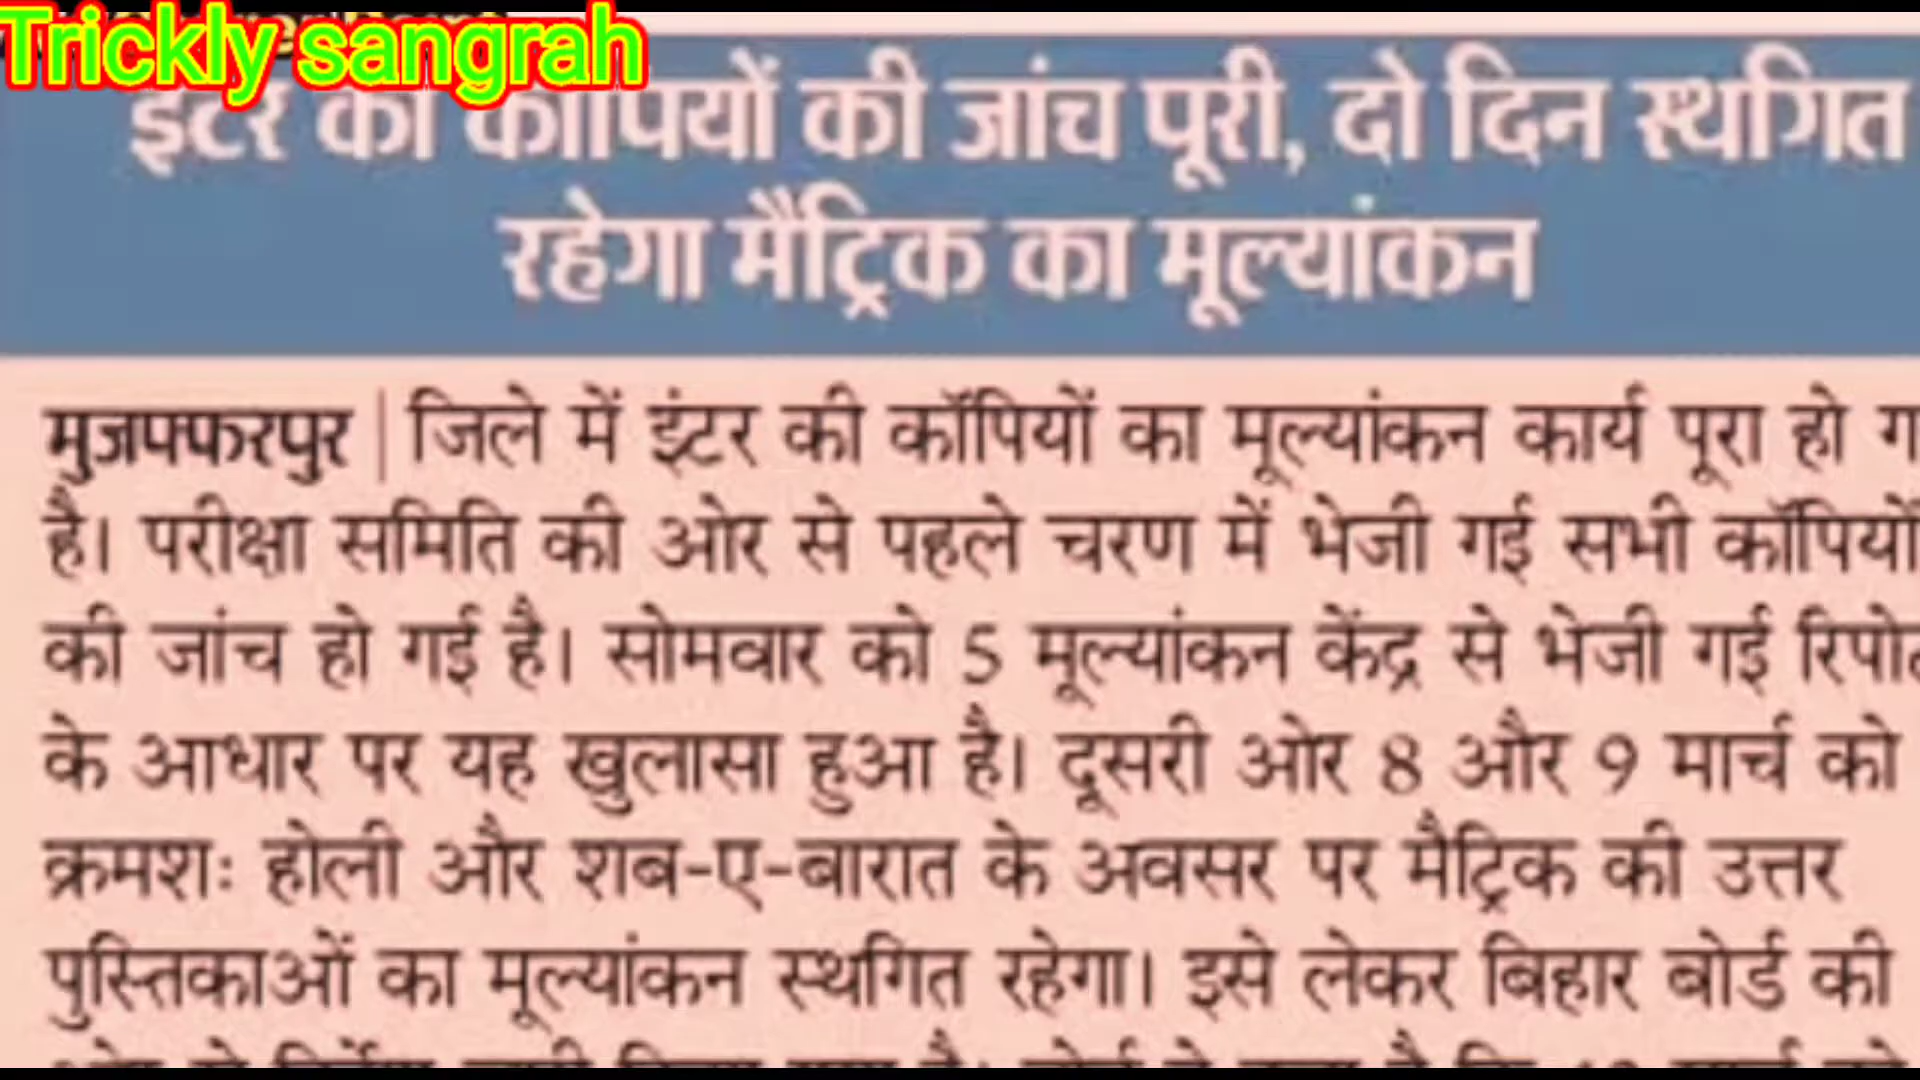 Trickly sangrah
इंटर की कॉपियों की जांच पूरी, दो दिन स्थगित
रहेगा मैट्रिक का मूल्यांकन
मुजफ्फरपुर | जिले में इंटर की कॉपियों का मूल्यांकन कार्य पूरा हो
है। परीक्षा समिति की ओर से पहले चरण में भेजी गई सभी कॉपियों
की जांच हो गई है। सोमवार को 5 मूल्यांकन केंद्र से भेजी गई
के आधार पर यह खुलासा हुआ है। दूसरी ओर 8 और 9 मार्च को
क्रमशः होली और शब-ए-बारात के अवसर पर मैट्रिक की उत्तर
पुस्तिकाओं का मूल्यांकन स्थगित रहेगा। इसे लेकर बिहार बोर्ड की